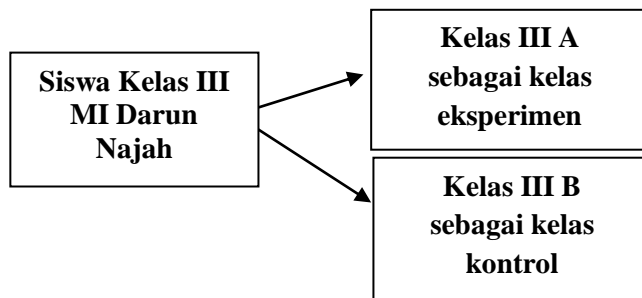 Siswa Kelas III
MI Darun
Najah
Kelas III A
sebagai kelas
eksperimen
Kelas III B
sebagai kelas
kontrol